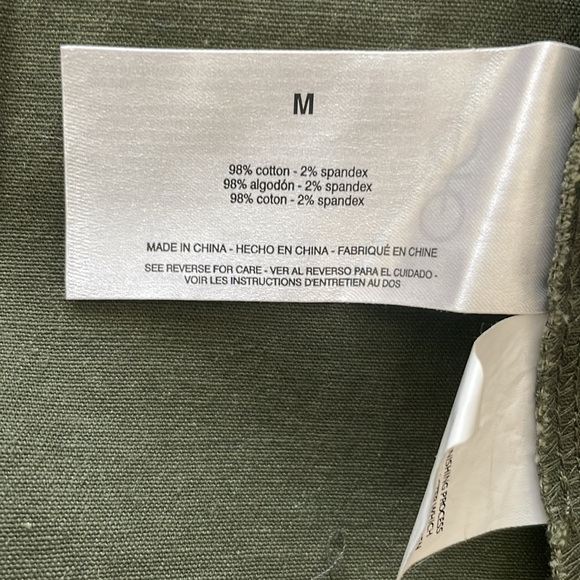 M
98% cotton - 2% spandex
98% algodón - 2% spandex
98% coton - 2% spandex
MADE IN CHINA - HECHO EN CHINA - FABRIQUÉ EN CHINE
SEE REVERSE FOR CARE - VER AL REVERSO PARA EL CUIDADO -
VOIR LES INSTRUCTIONS D'ENTRETIEN AU DOS
PROCESS